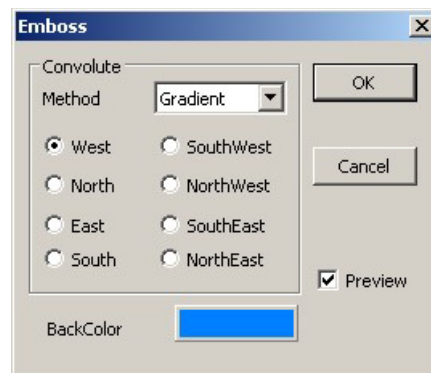 Emboss
Convolute
Method Gradient
OK
West SouthWest
Cancel
North NorthWest
East SouthEast
South NorthEast
Preview
BackColor